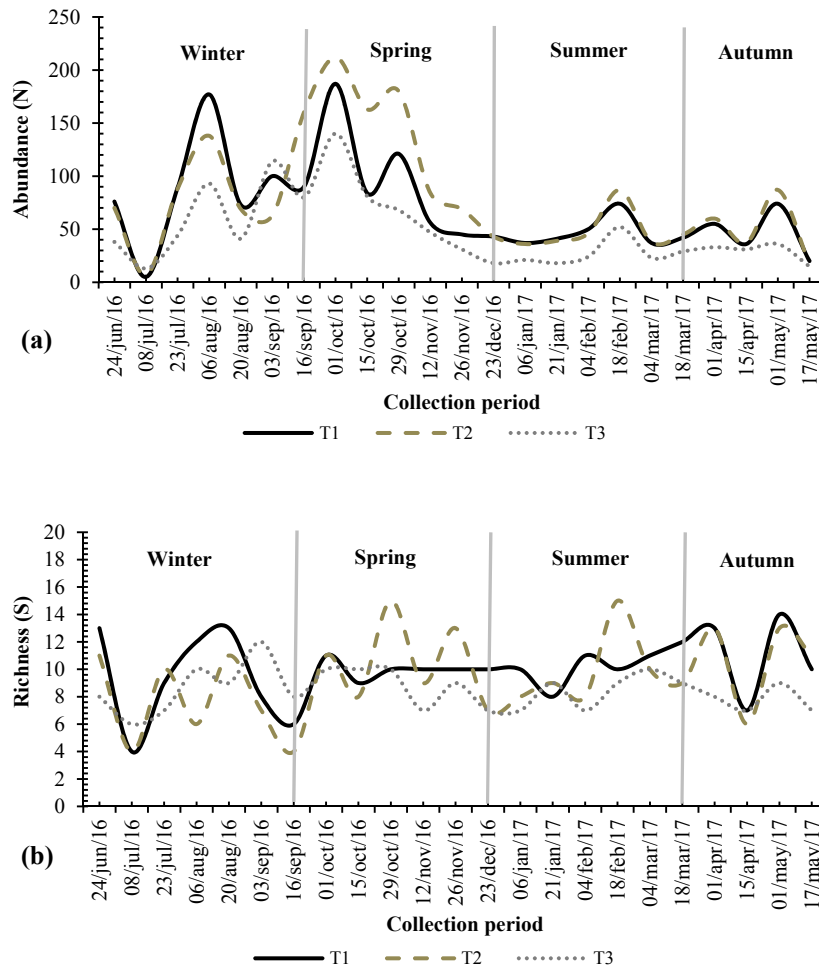 250
200
150
100
50
0
Abundance (N)
Winter
Spring
Summer
Autumn
24/jun/16
08/jul/16
23/jul/16
06/aug/16
20/aug/16
03/sep/16
16/sep/16
01/oct/16
15/oct/16
29/oct/16
12/nov/16
26/nov/16
23/dec/16
06/jan/17
21/jan/17
04/feb/17
18/feb/17
04/mar/17
18/mar/17
01/apr/17
15/apr/17
01/may/17
17/may/17
(a)
Collection period
T1 T2 T3
20
18
16
14
12
10
8
6
4
2
0
Richness (S)
Winter
Spring
Summer
Autumn
24/jun/16
08/jul/16
23/jul/16
06/aug/16
20/aug/16
03/sep/16
16/sep/16
01/oct/16
15/oct/16
29/oct/16
12/nov/16
26/nov/16
23/dec/16
06/jan/17
21/jan/17
04/feb/17
18/feb/17
04/mar/17
18/mar/17
01/apr/17
15/apr/17
01/may/17
17/may/17
(b)
Collection period
T1 T2 T3